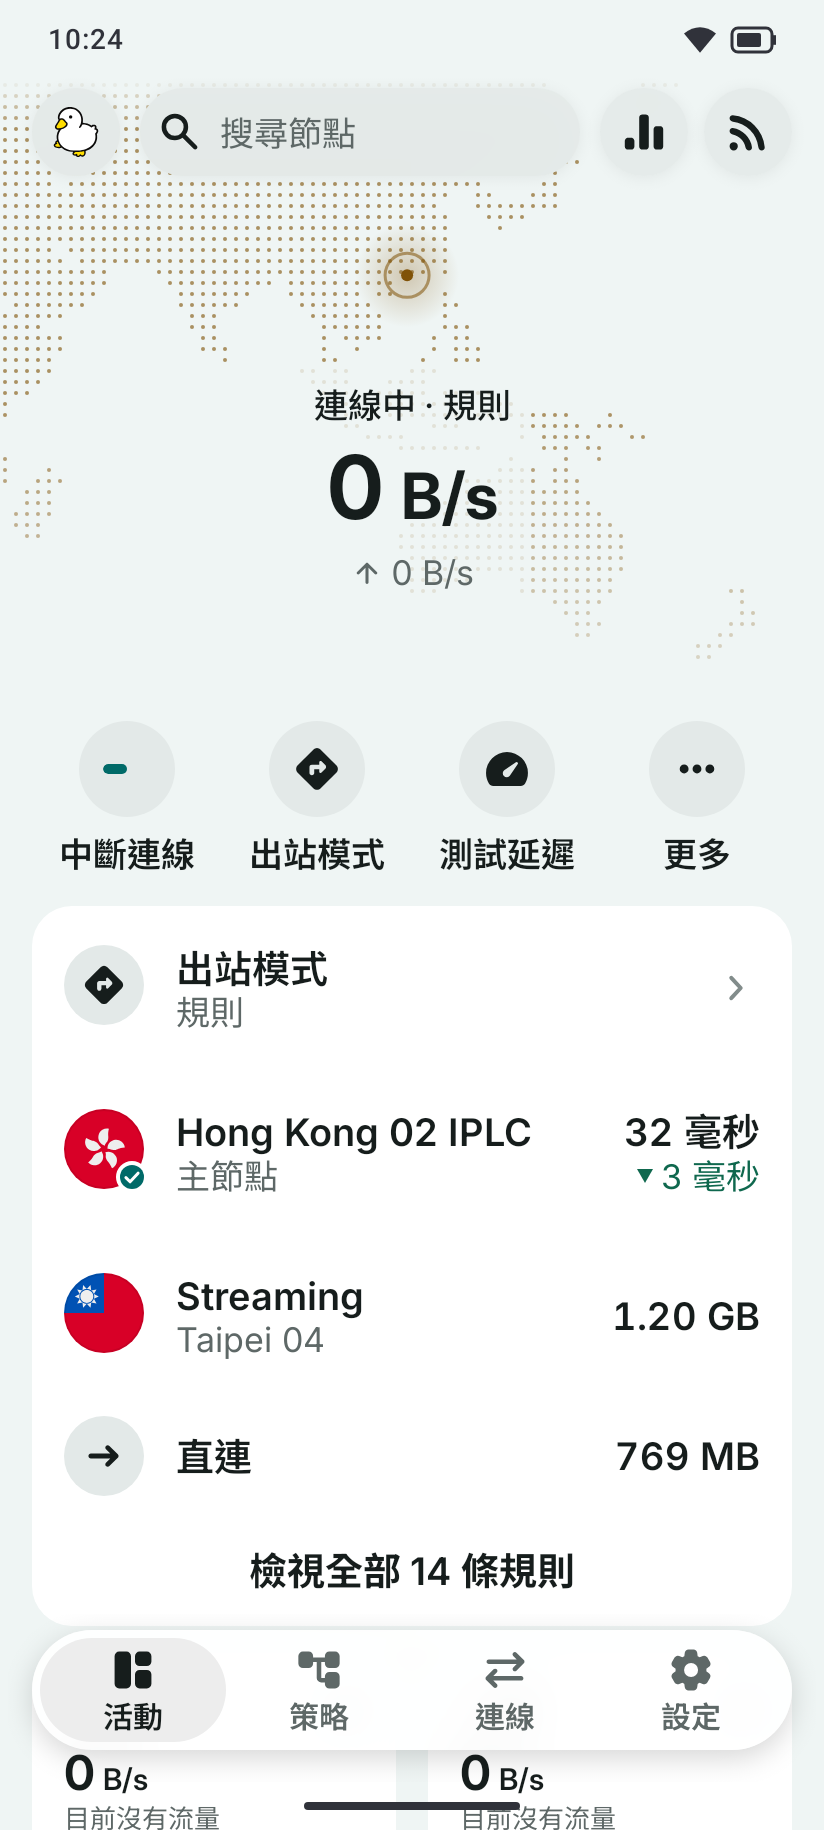 10:24
搜尋節點
連線中 · 規則
0 B/s
↑ 0 B/s
中斷連線
出站模式
測試延遲
更多
出站模式
規則
Hong Kong 02 IPLC
32 毫秒
主節點
▼3 毫秒
Streaming
1.20 GB
Taipei 04
直連
769 MB
檢視全部 14 條規則
活動
策略
連線
設定
0 B/s
0 B/s
目前沒有流量
目前沒有流量